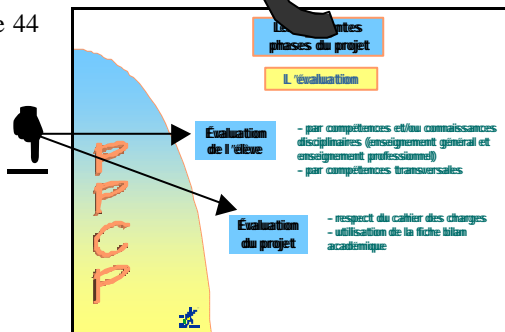 e 44
phases du projet
L'évaluation
Évaluation
de l'élève
- par compétences et/ou connaissances
disciplinaires (enseignement général et
enseignement professionnel)
- par compétences transversales
PPCP
Évaluation
du projet
- respect du cahier des charges
- utilisation de la fiche bilan
académique